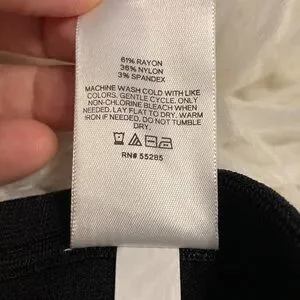 61% RAYON
36% NYLON
3% SPANDEX
MACHINE WASH COLD WITH LIKE
COLORS, GENTLE CYCLE. ONLY
NON-CHLORINE BLEACH WHEN
NEEDED. LAY FLAT TO DRY. WARM
IRON IF NEEDED. DO NOT TUMBLE
DRY.
RN# 55285